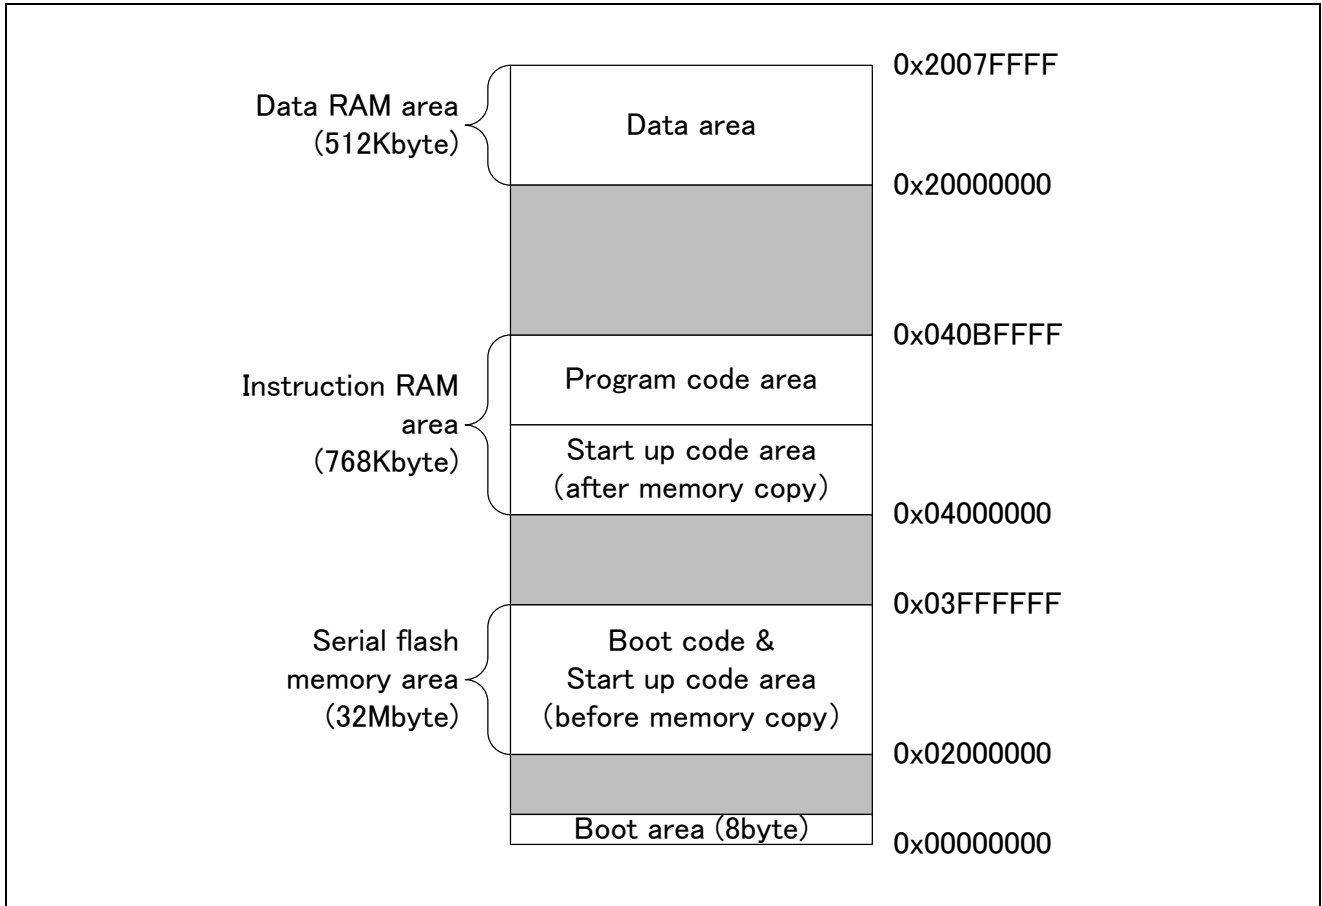 0x2007FFFF
Data RAM area
(512Kbyte)
Data area
0x20000000
0x040BFFFF
Instruction RAM
area
(768Kbyte)
Program code area
Start up code area
(after memory copy)
0x04000000
0x03FFFFFF
Serial flash
memory area
(32Mbyte)
Boot code &
Start up code area
(before memory copy)
0x02000000
Boot area (8byte)
0x00000000